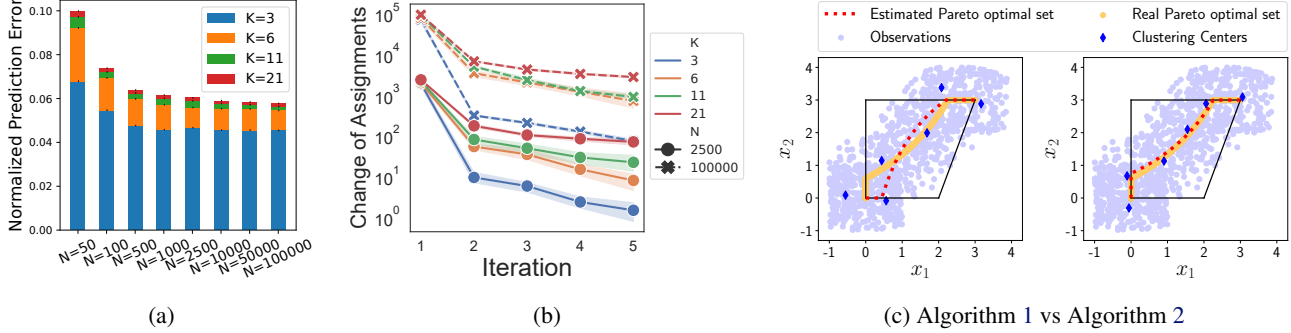 Normalized Prediction Error
0.10
0.08
0.06
0.04
0.02
0.00
K=3
K=6
K=11
K=21
N=50
N=100
N=500
N=1000
N=2500
N=10000
N=50000
N=100000
(a)
Change of Assignments
10^5
10^4
10^3
10^2
10^1
10^0
1 2 3 4 5
Iteration
K
3
6
11
21
N
2500
100000
(b)
Estimated Pareto optimal set
Real Pareto optimal set
Observations
Clustering Centers
x_2
4
3
2
1
0
-1
-1 0 1 2 3 4
x_1
x_2
4
3
2
1
0
-1
-1 0 1 2 3 4
x_1
(c) Algorithm 1 vs Algorithm 2